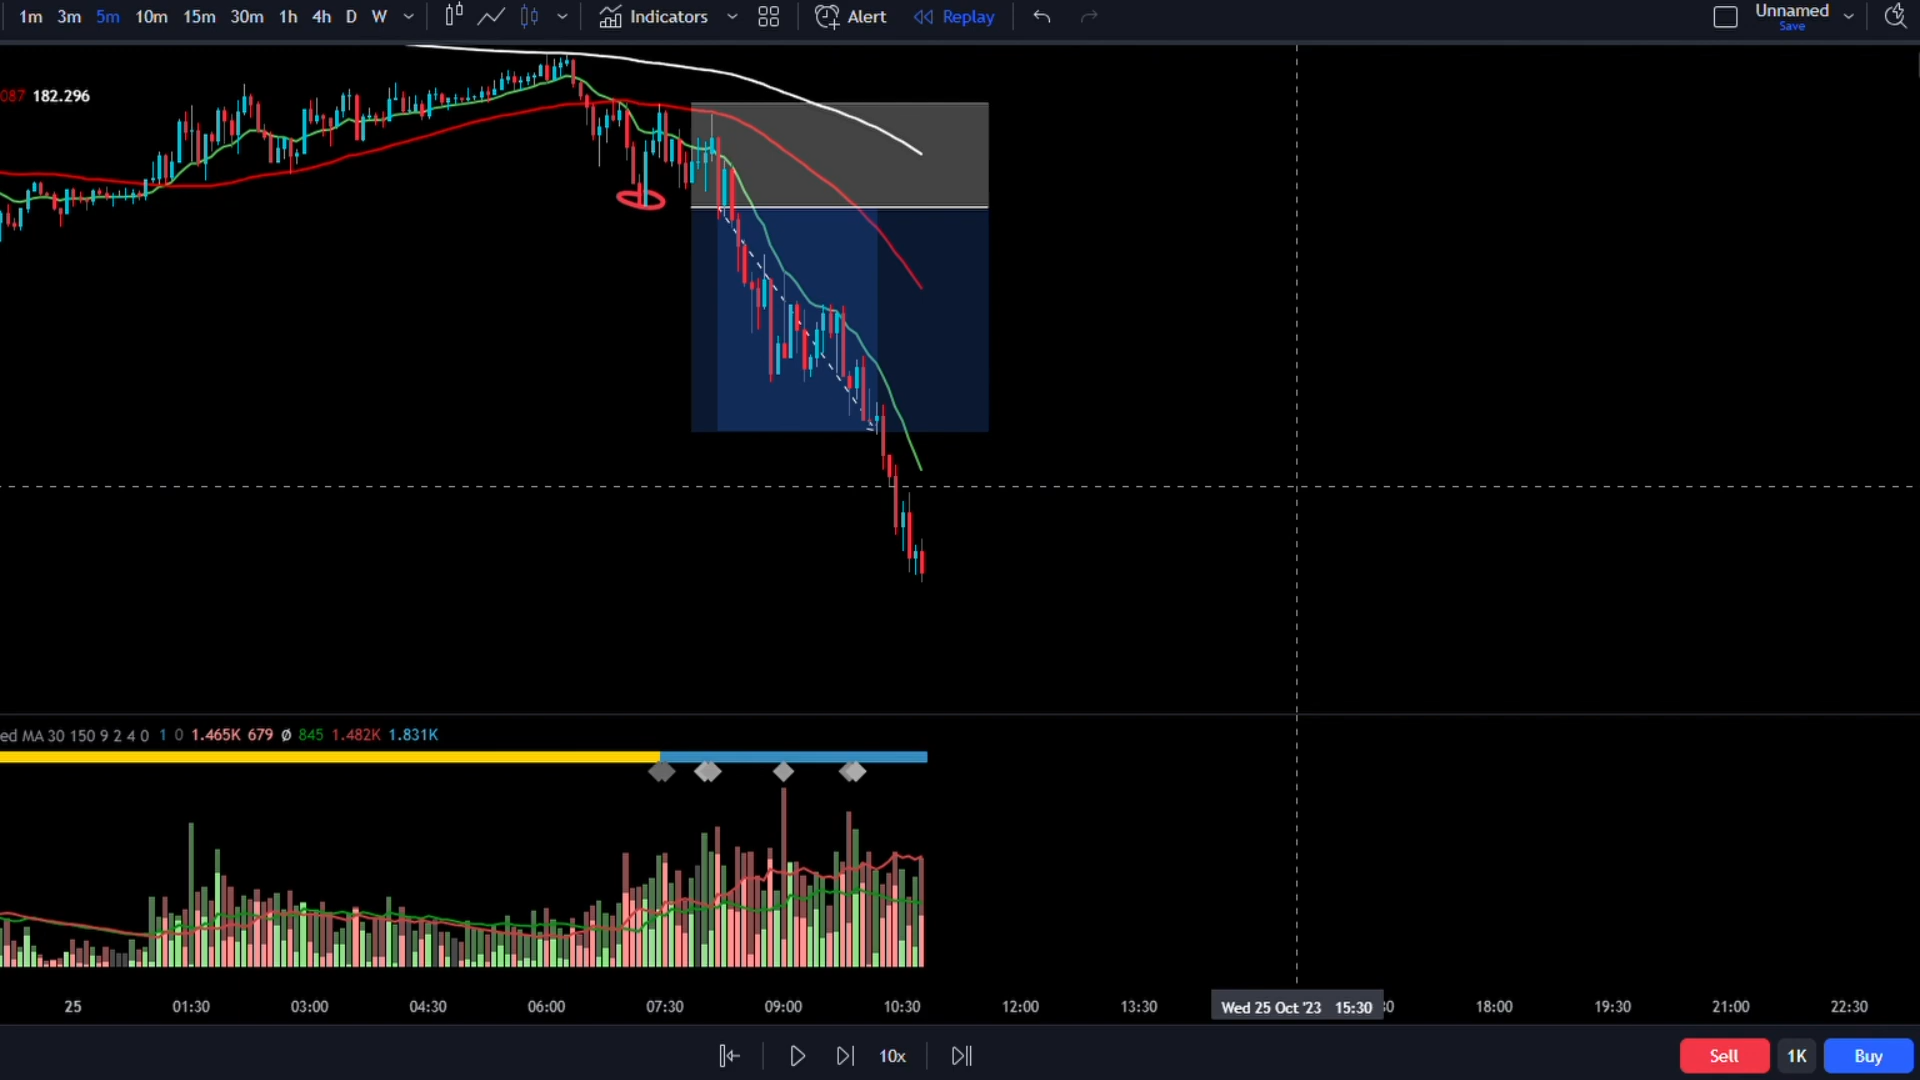 1m 3m 5m 10m 15m 30m 1h 4h D W Indicators Alert Replay Unnamed
Save
087 182.296
ed MA 30 150 9 2 4 0 1 0 1.465K 679 ø 845 1.482K 1.831K
25 01:30 03:00 04:30 06:00 07:30 09:00 10:30 12:00 13:30 Wed 25 Oct '23 15:30 18:00 19:30 21:00 22:30
10x Sell 1K Buy